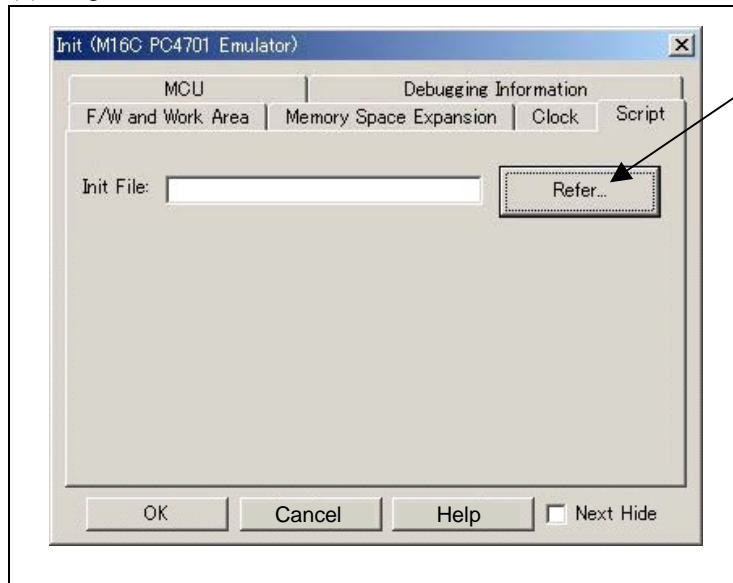 Init (M16C PC4701 Emulator)
MCU Debugging Information
F/W and Work Area Memory Space Expansion Clock Script
Init File: Refer...
OK Cancel Help Next Hide